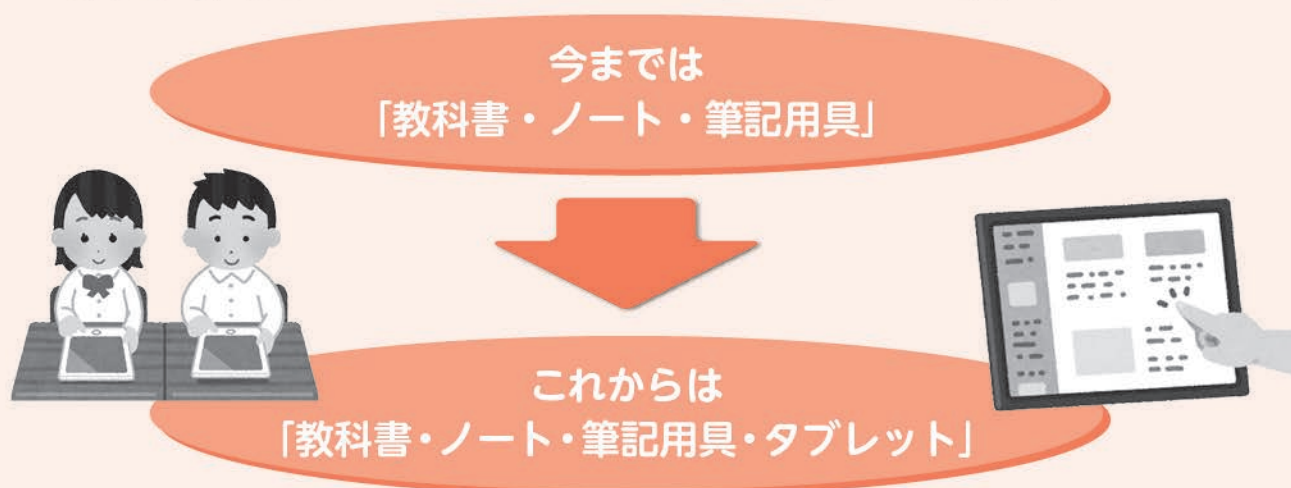 今までは
「教科書・ノート・筆記用具」
これからは
「教科書・ノート・筆記用具・タブレット」